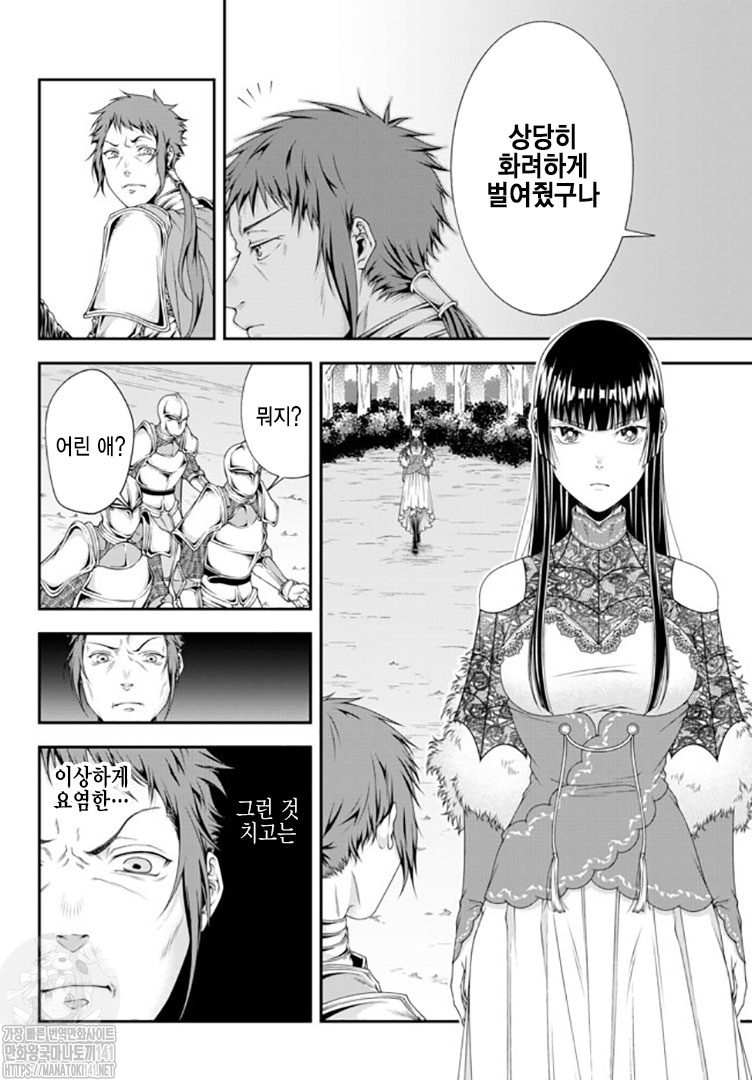 상당히
화려하게
벌여줬구나
뭐지?
어린 애?
그런 것
치고는
이상하게
요염한…
가장 빠른 번역만화사이트
만화왕국마나토끼141
HTTPS://MANATOKI141.NET